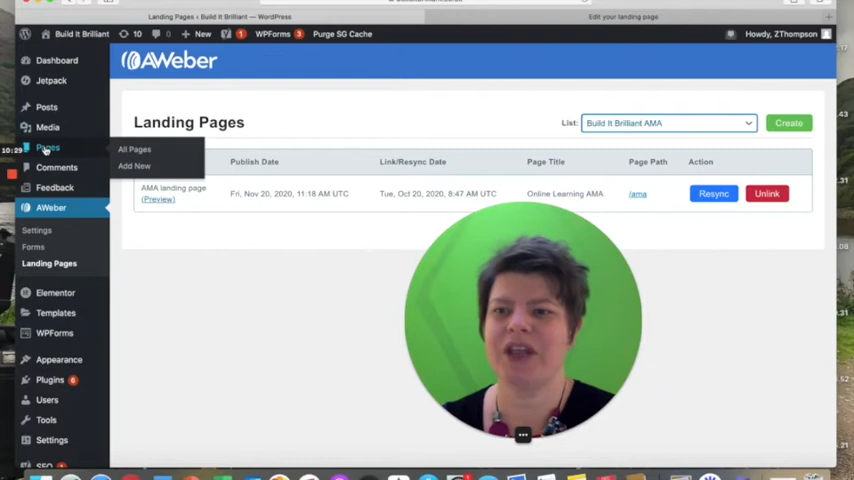 Landing Pages ‹ Build It Brilliant — WordPress
Edit your landing page
Build It Brilliant
10
New
1
WPForms
3
Purge SG Cache
Howdy, ZThompson
Dashboard
Jetpack
Posts
Media
Pages
Comments
Feedback
AWeber
Settings
Forms
Landing Pages
Elementor
Templates
WPForms
Appearance
Plugins 6
Users
Tools
Settings
SEO
10:29
All Pages
Add New
AWeber
Landing Pages
List:
Build It Brilliant AMA
Create
Publish Date
Link/Resync Date
Page Title
Page Path
Action
AMA landing page
(Preview)
Fri, Nov 20, 2020, 11:18 AM UTC
Tue, Oct 20, 2020, 8:47 AM UTC
Online Learning AMA
/ama
Resync
Unlink